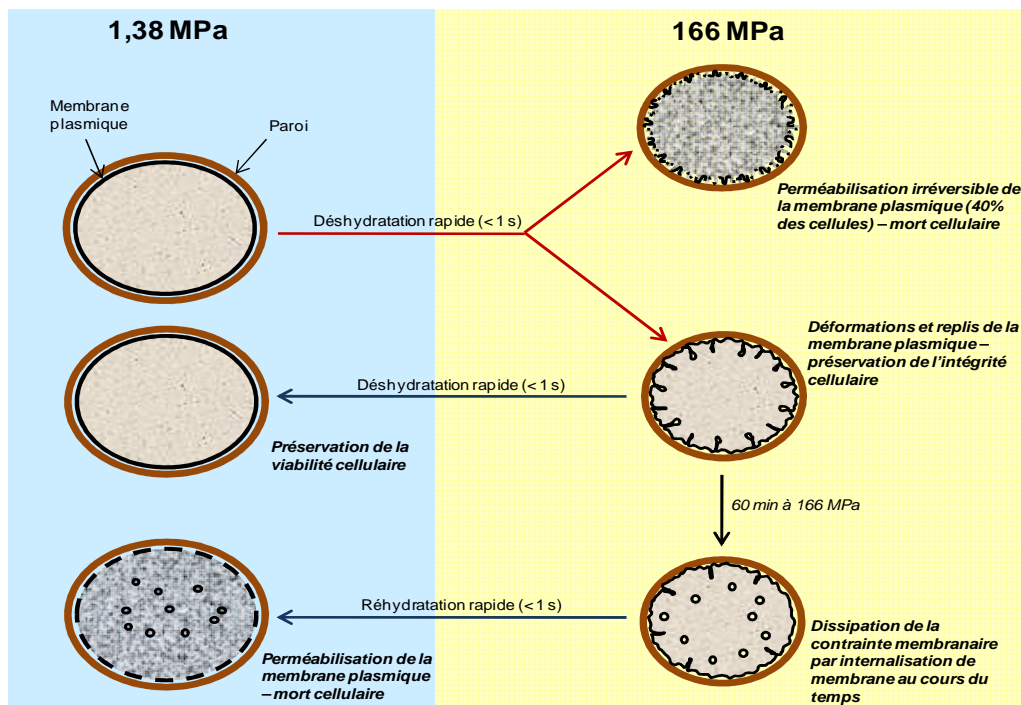 1,38 MPa
166 MPa
Membrane
plasmique
Paroi
Déshydratation rapide (< 1 s)
Perméabilisation irréversible de
la membrane plasmique (40%
des cellules) – mort cellulaire
Déformations et replis de la
membrane plasmique –
préservation de l'intégrité
cellulaire
Déshydratation rapide (< 1 s)
Préservation de la
viabilité cellulaire
60 min à 166 MPa
Réhydratation rapide (< 1 s)
Perméabilisation de la
membrane plasmique
– mort cellulaire
Dissipation de la
contrainte membranaire
par internalisation de
membrane au cours du
temps